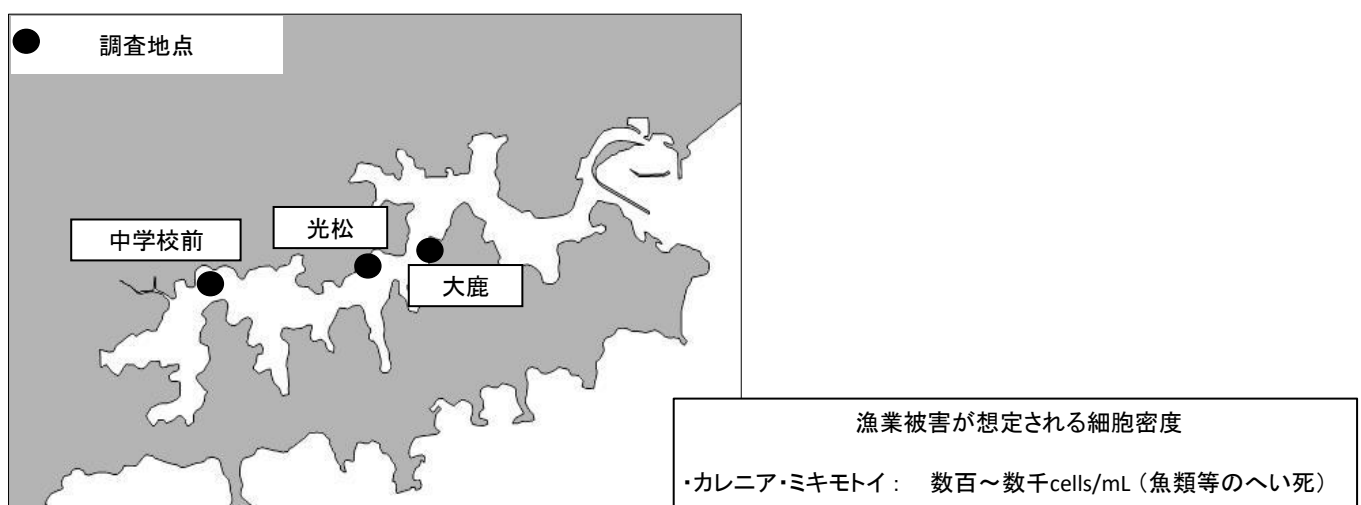 調査地点
中学校前
光松
大鹿
漁業被害が想定される細胞密度
・カレニア・ミキモトイ： 数百～数千cells/mL（魚類等のへい死）